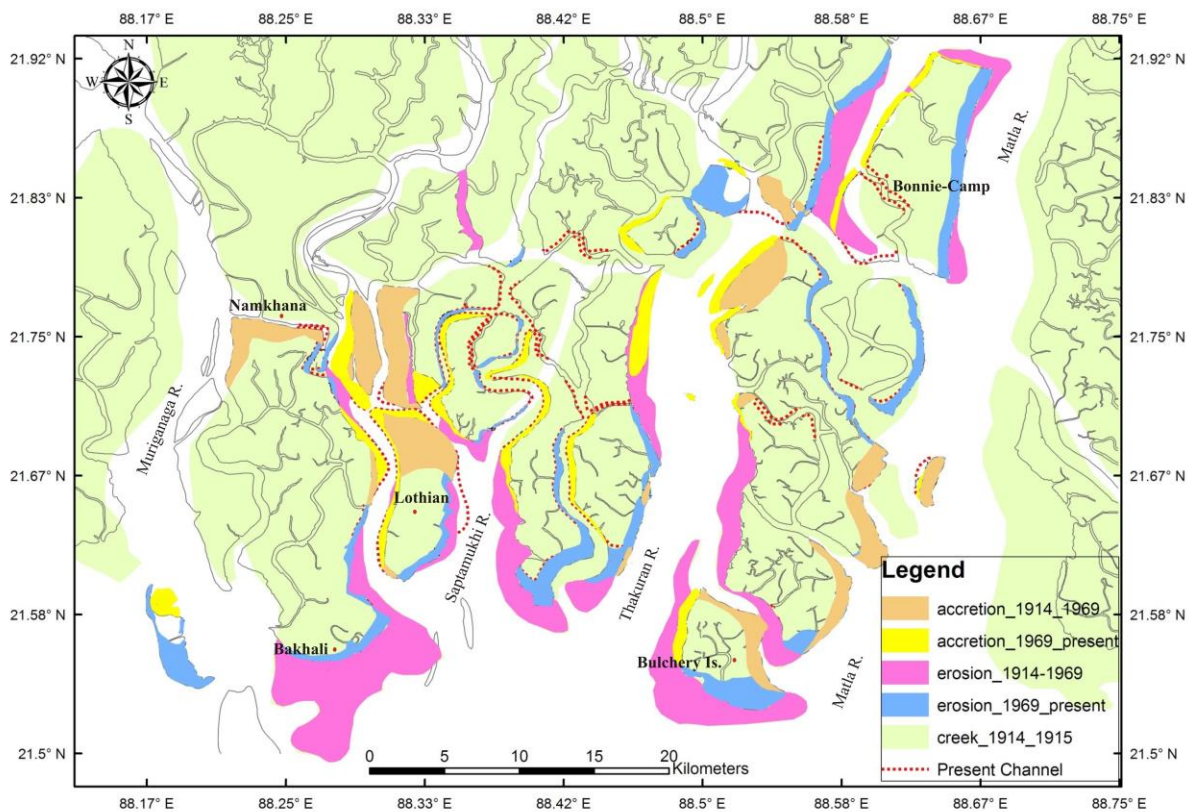 88.17° E 88.25° E 88.33° E 88.42° E 88.5° E 88.58° E 88.67° E 88.75° E
21.92° N 21.92° N
N
W E
S
Matla R.
Bonnie-Camp
21.83° N 21.83° N
Namkhana
21.75° N 21.75° N
Muriganaga R.
21.67° N 21.67° N
Lothian
Saptamukhi R.
Thakuran R.
21.58° N 21.58° N
Bakhali
Bulchery Is.
Matla R.
Legend
accretion_1914_1969
accretion_1969_present
erosion_1914-1969
erosion_1969_present
creek_1914_1915
Present Channel
21.5° N 21.5° N
0 5 10 15 20
Kilometers
88.17° E 88.25° E 88.33° E 88.42° E 88.5° E 88.58° E 88.67° E 88.75° E